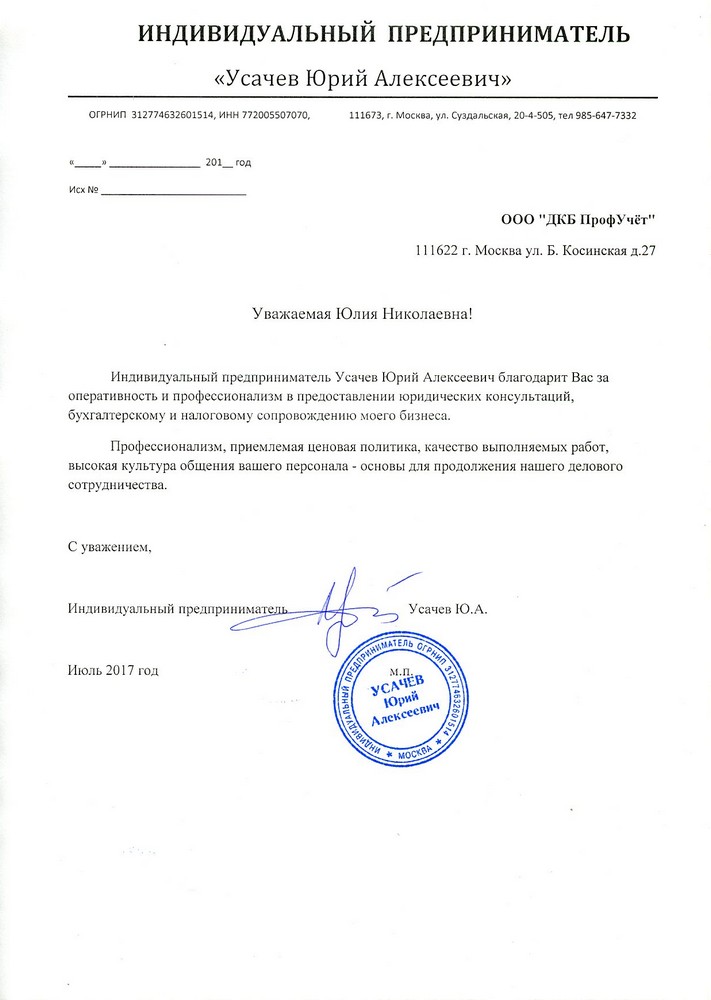 ИНДИВИДУАЛЬНЫЙ ПРЕДПРИНИМАТЕЛЬ
«Усачев Юрий Алексеевич»
ОГРНИП 312774632601514, ИНН 772005507070, 111673, г. Москва, ул. Суздальская, 20-4-505, тел 985-647-7332
«_____» _________________ 201__ год
Исх № ___________________________
ООО "ДКБ ПрофУчёт"
111622 г. Москва ул. Б. Косинская д.27
Уважаемая Юлия Николаевна!
Индивидуальный предприниматель Усачев Юрий Алексеевич благодарит Вас за
оперативность и профессионализм в предоставлении юридических консультаций,
бухгалтерскому и налоговому сопровождению моего бизнеса.
Профессионализм, приемлемая ценовая политика, качество выполняемых работ,
высокая культура общения вашего персонала - основы для продолжения нашего делового
сотрудничества.
С уважением,
Индивидуальный предприниматель Усачев Ю.А.
Июль 2017 год м.п.
ИНДИВИДУАЛЬНЫЙ ПРЕДПРИНИМАТЕЛЬ ОГРНИП 312774632601514
УСАЧЕВ
Юрий
Алексеевич
МОСКВА